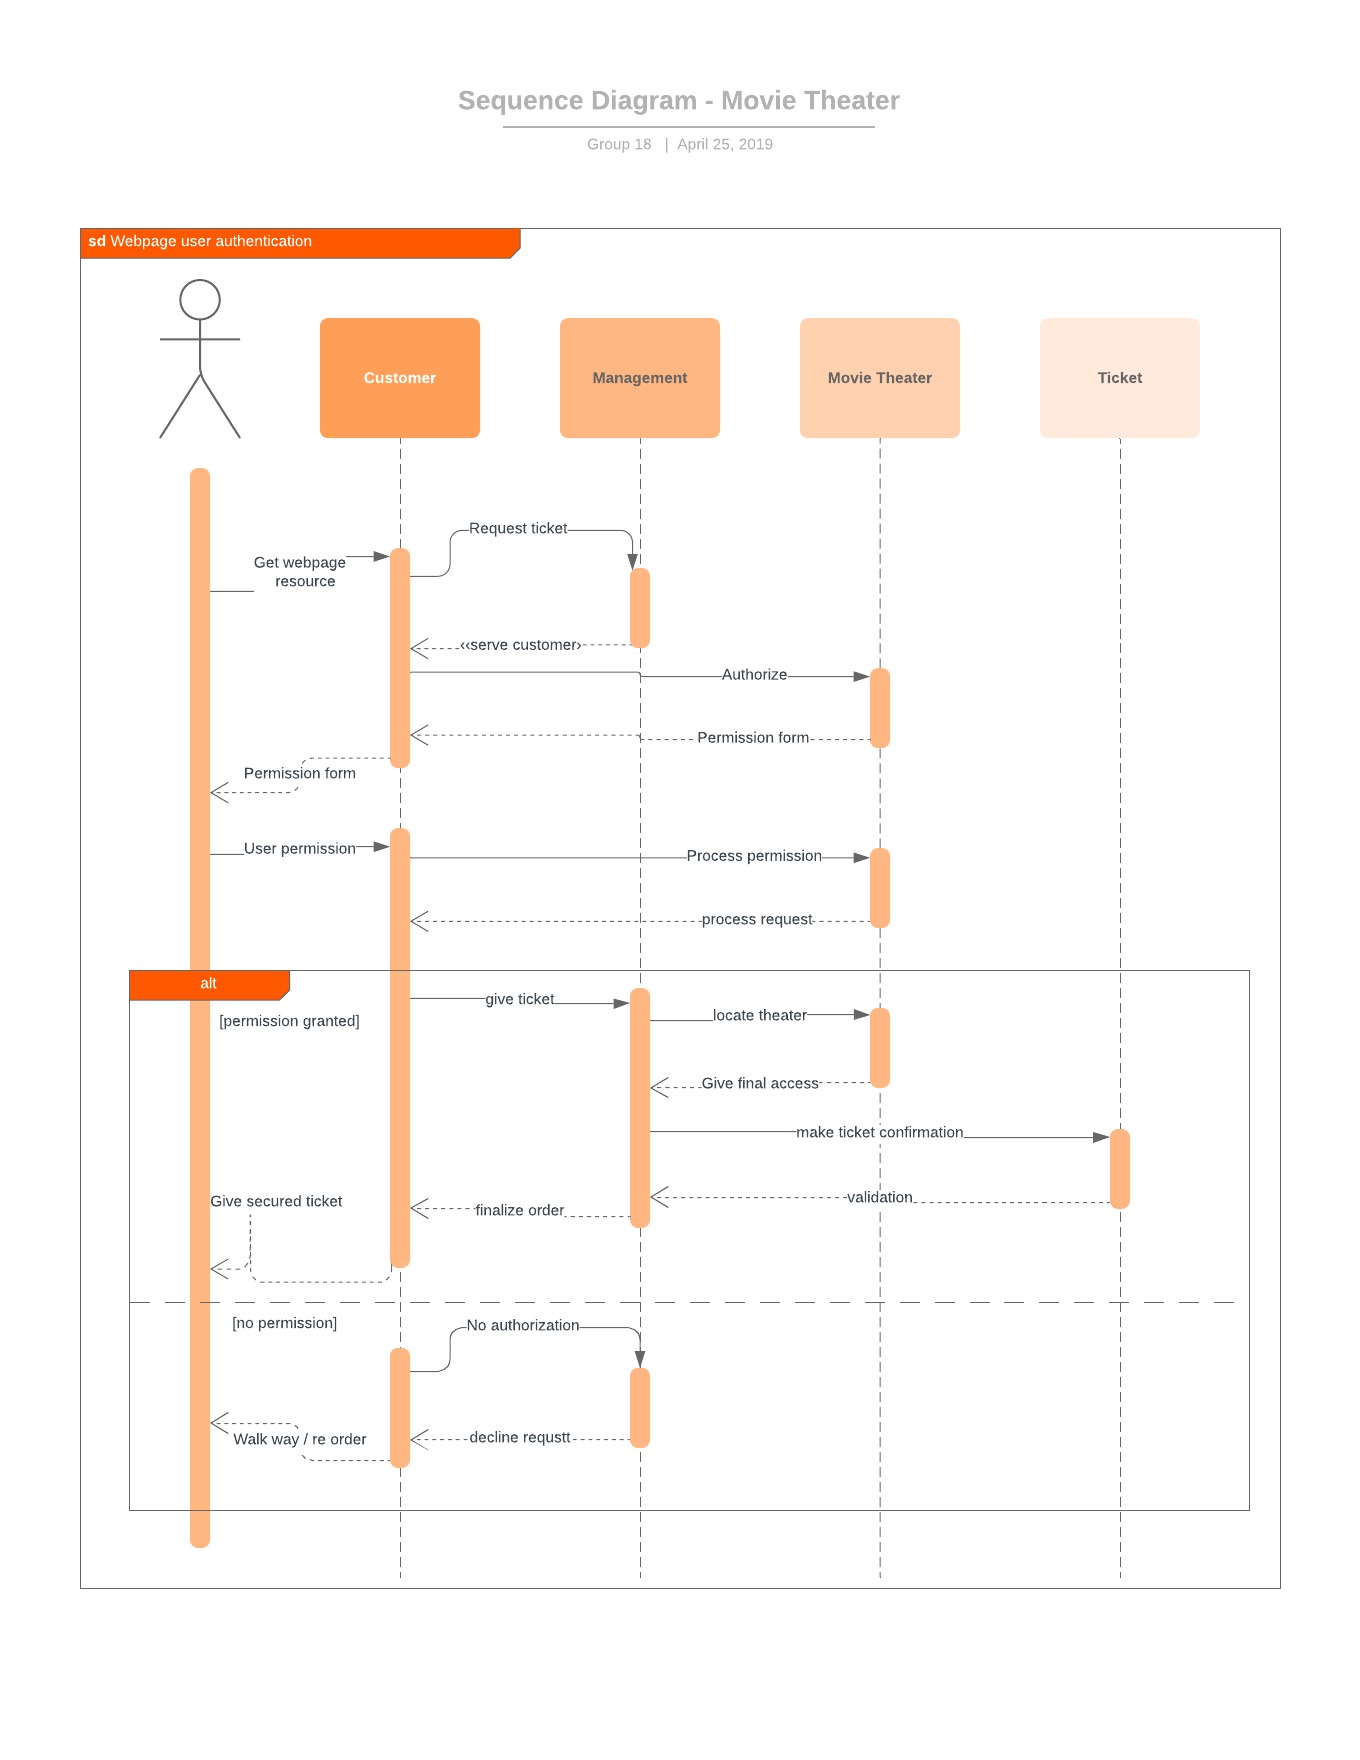 Sequence Diagram - Movie Theater
Group 18 | April 25, 2019
sd Webpage user authentication
Customer
Management
Movie Theater
Ticket
Request ticket
Get webpage
resource
‹‹serve customer›
Authorize
Permission form
Permission form
User permission
Process permission
process request
alt
give ticket
[permission granted]
locate theater
Give final access
make ticket confirmation
validation
Give secured ticket
finalize order
[no permission]
No authorization
decline requstt
Walk way / re order